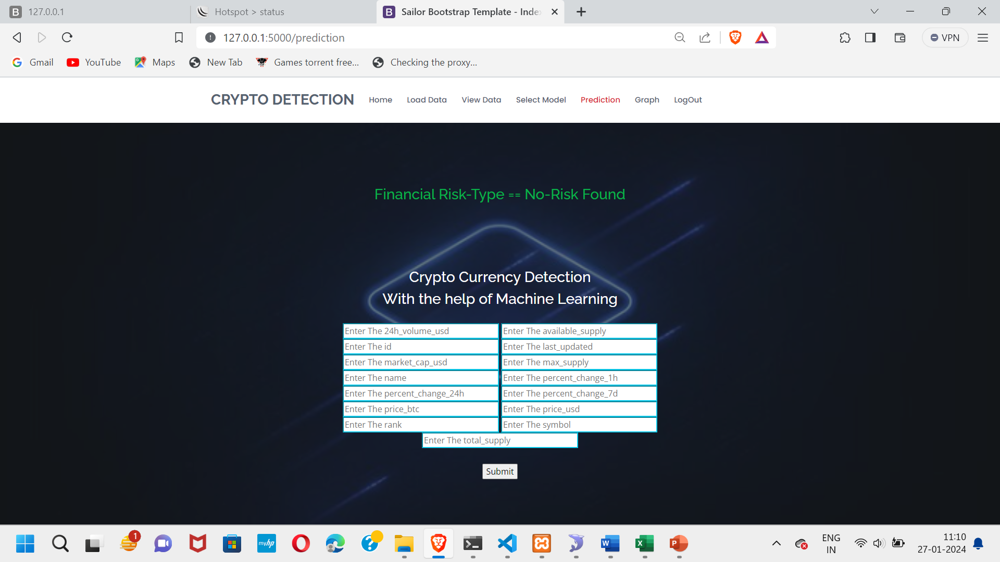 127.0.0.1
Hotspot > status
Sailor Bootstrap Template - Inde
127.0.0.1:5000/prediction
VPN
Gmail
YouTube
Maps
New Tab
Games torrent free...
Checking the proxy...
CRYPTO DETECTION
Home
Load Data
View Data
Select Model
Prediction
Graph
LogOut
Financial Risk-Type == No-Risk Found
Crypto Currency Detection
With the help of Machine Learning
Enter The 24h_volume_usd
Enter The available_supply
Enter The id
Enter The last_updated
Enter The market_cap_usd
Enter The max_supply
Enter The name
Enter The percent_change_1h
Enter The percent_change_24h
Enter The percent_change_7d
Enter The price_btc
Enter The price_usd
Enter The rank
Enter The symbol
Enter The total_supply
Submit
1
myhp
ENG
IN
11:10
27-01-2024